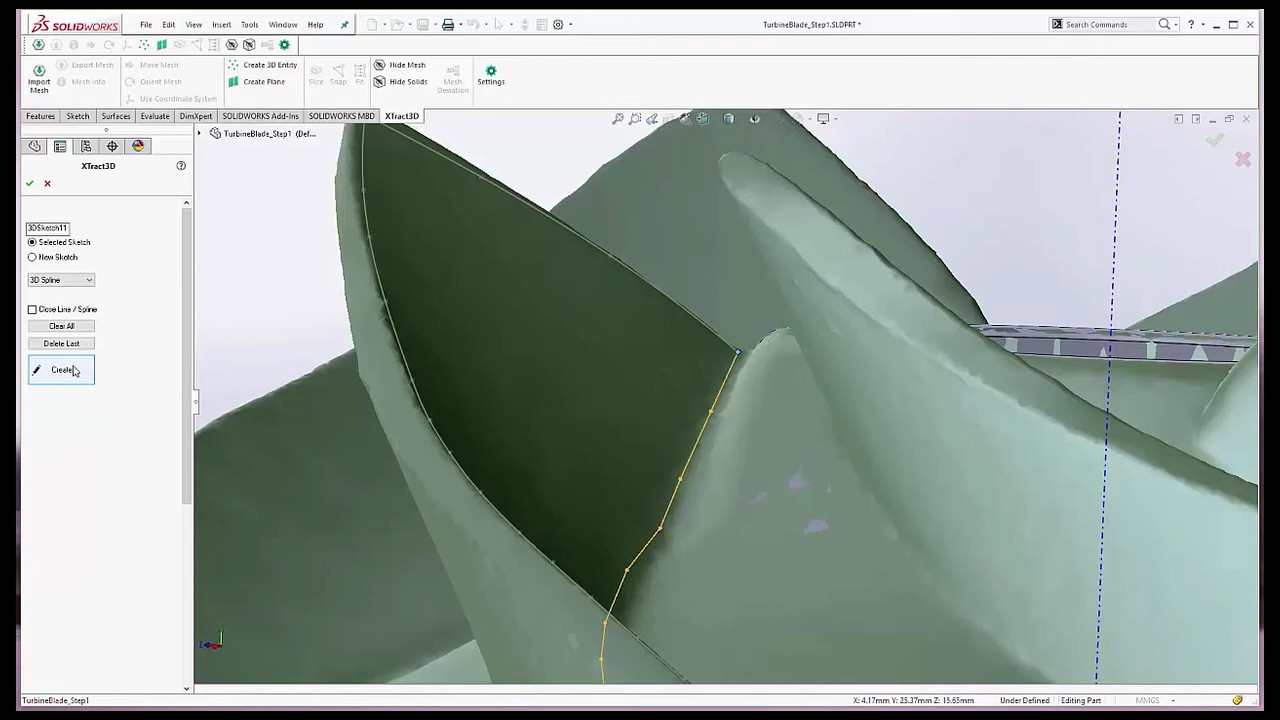 SOLIDWORKS
File Edit View Insert Tools Window Help
TurbineBlade_Step1.SLDPRT *
Search Commands
Import Mesh
Export Mesh
Mesh Info
Move Mesh
Orient Mesh
Use Coordinate System
Create 3D Entity
Create Plane
Slice
Snap
Fit
Hide Mesh
Hide Solids
Mesh Deviation
Settings
Features Sketch Surfaces Evaluate DimXpert SOLIDWORKS Add-Ins SOLIDWORKS MBD XTract3D
TurbineBlade_Step1 (Def...
XTract3D
3DSketch11
Selected Sketch
New Sketch
3D Spline
Close Line / Spline
Clear All
Delete Last
Create
TurbineBlade_Step1
X: 4.17mm Y: 25.37mm Z: 15.65mm Under Defined Editing Part MMGS